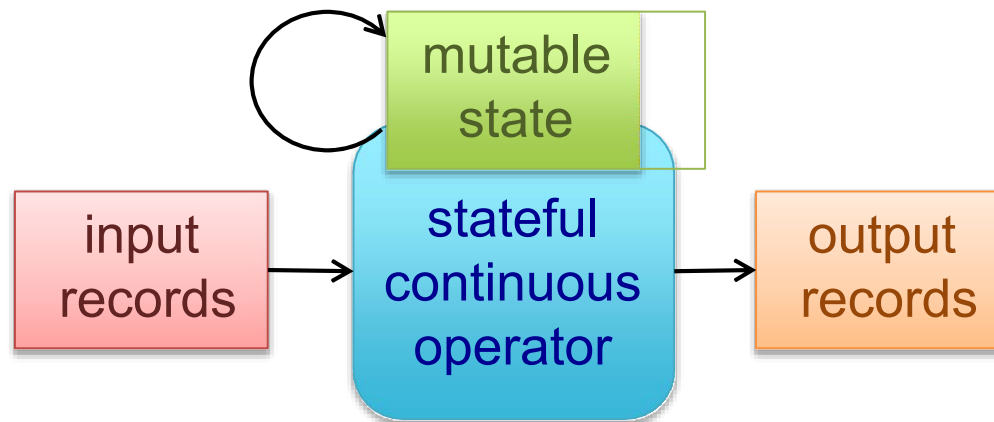 mutable
state
input
records
stateful
continuous
operator
output
records